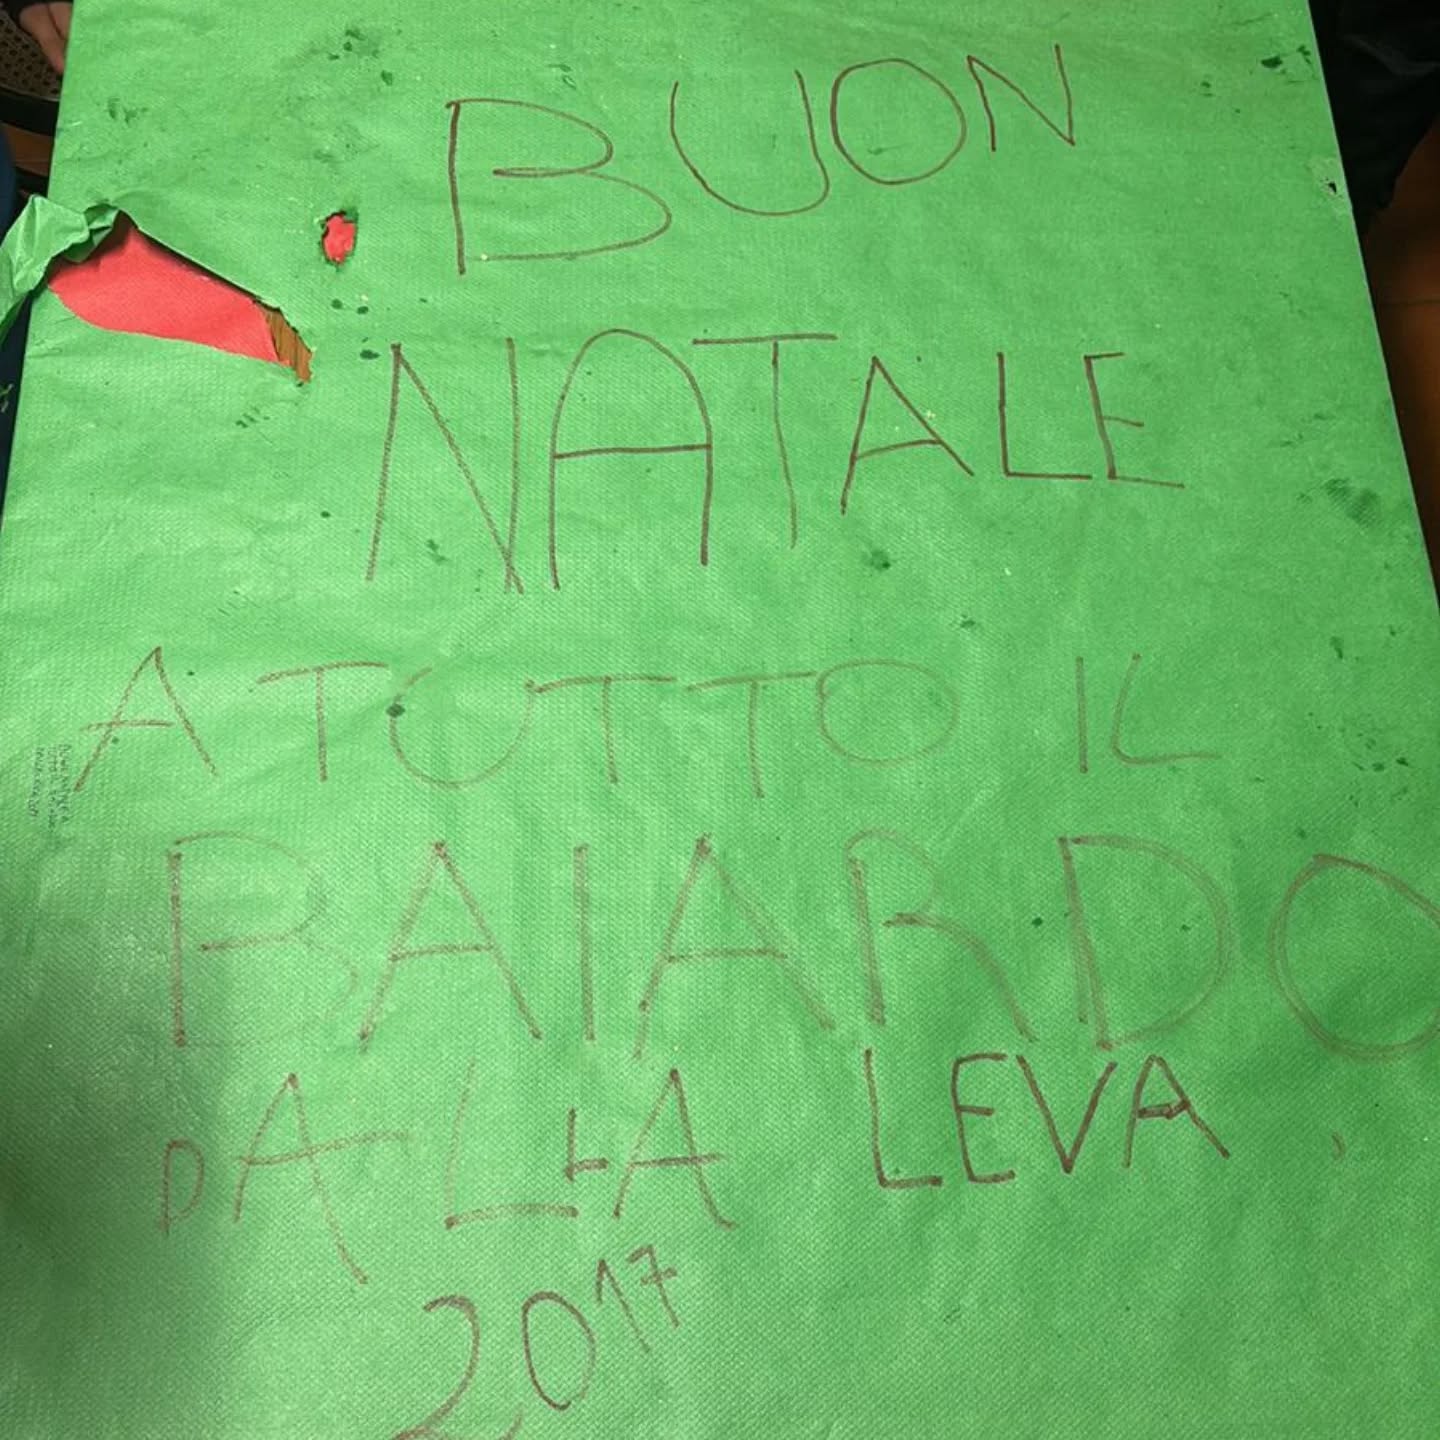 BUON
NATALE
A TUTTO IL
BAIARDO
DALLA LEVA
2017